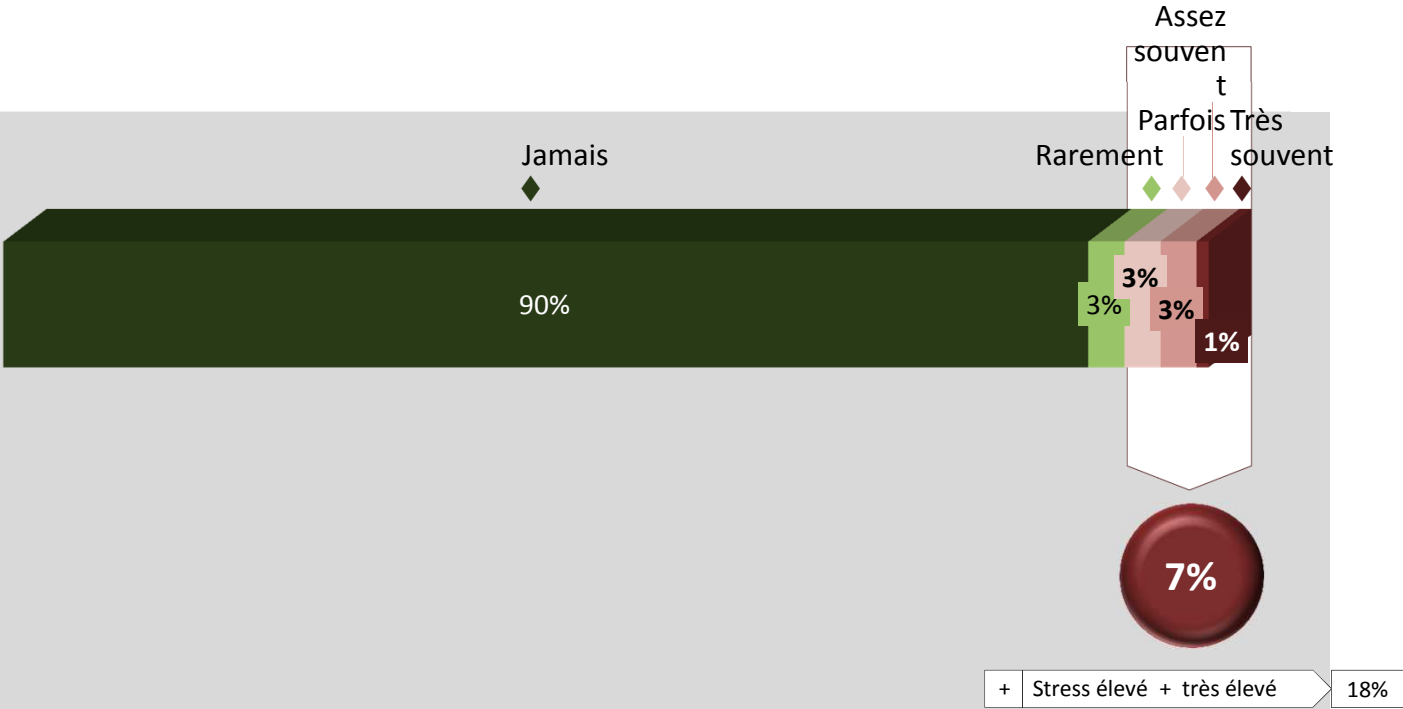 Assez
souven
t
Parfois Très
Jamais
Rarement souvent
90%
3%
3%
3%
1%
7%
+ Stress élevé + très élevé 18%